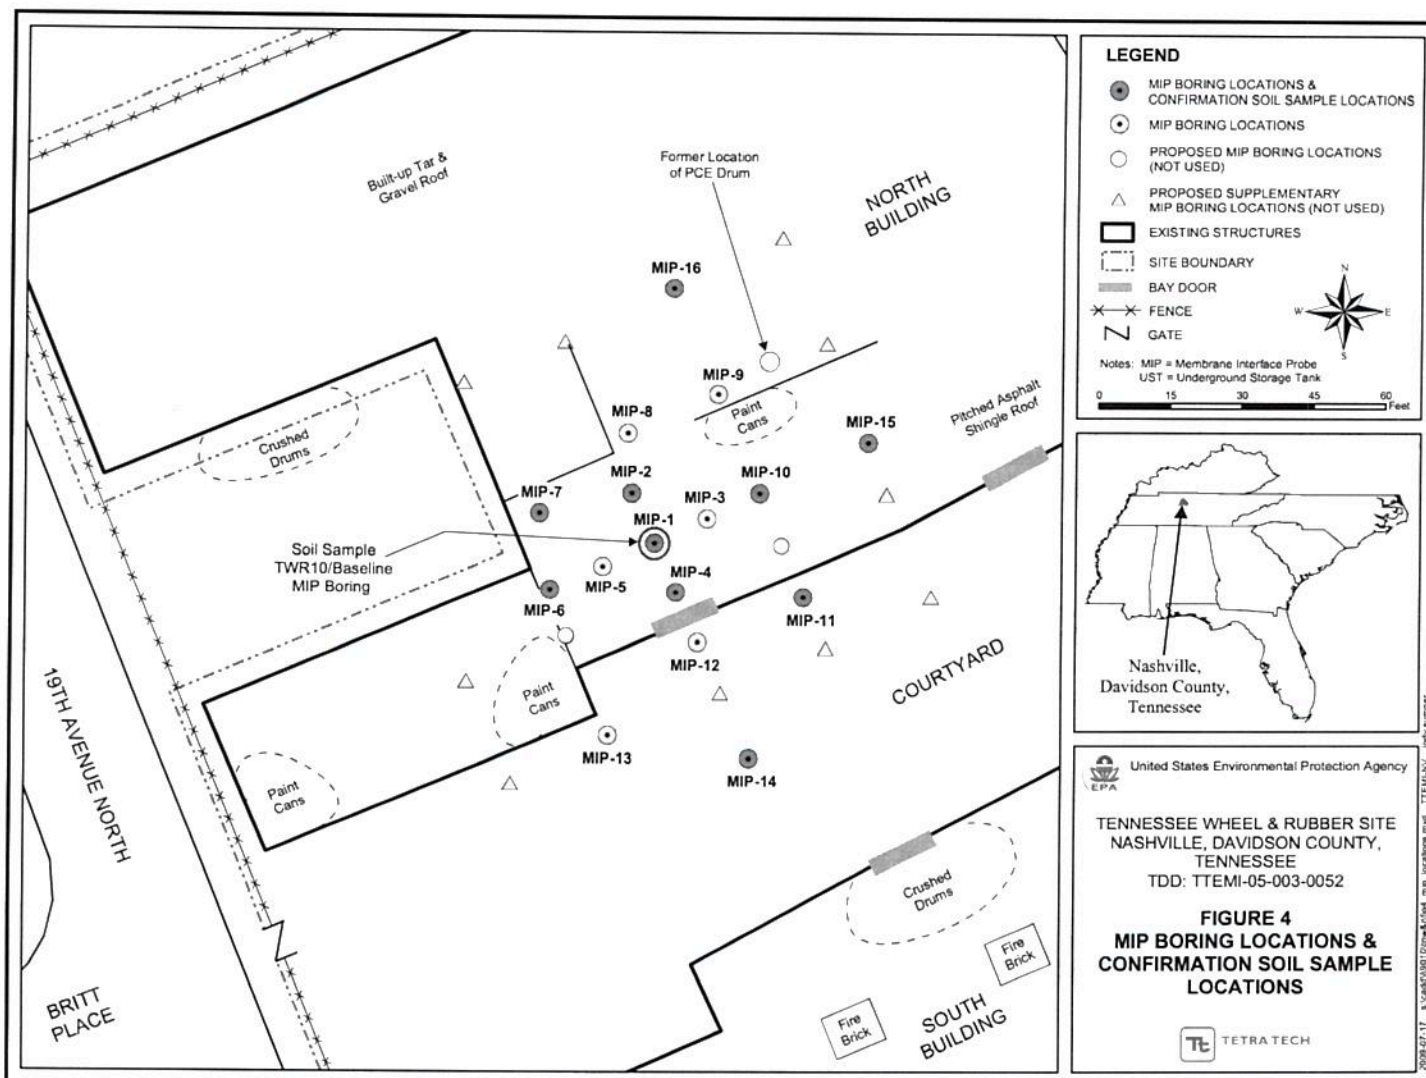 Built-up Tar &
Gravel Roof
Former Location
of PCE Drum
NORTH
BUILDING
MIP-16
MIP-9
Paint
Cans
MIP-8
MIP-15
Pitched Asphalt
Shingle Roof
Crushed
Drums
MIP-2
MIP-10
MIP-7
MIP-3
MIP-1
Soil Sample
TWR10/Baseline
MIP Boring
MIP-5
MIP-4
MIP-6
MIP-11
MIP-12
COURTYARD
Paint
Cans
19TH AVENUE NORTH
MIP-13
MIP-14
Paint
Cans
Crushed
Drums
Fire
Brick
BRITT
PLACE
Fire
Brick
SOUTH
BUILDING
LEGEND
MIP BORING LOCATIONS &
CONFIRMATION SOIL SAMPLE LOCATIONS
MIP BORING LOCATIONS
PROPOSED MIP BORING LOCATIONS
(NOT USED)
PROPOSED SUPPLEMENTARY
MIP BORING LOCATIONS (NOT USED)
EXISTING STRUCTURES
SITE BOUNDARY
BAY DOOR
FENCE
GATE
N
W
E
S
Notes: MIP = Membrane Interface Probe
UST = Underground Storage Tank
0 15 30 45 60
Feet
Nashville,
Davidson County,
Tennessee
EPA
United States Environmental Protection Agency
TENNESSEE WHEEL & RUBBER SITE
NASHVILLE, DAVIDSON COUNTY,
TENNESSEE
TDD: TTEMI-05-003-0052
FIGURE 4
MIP BORING LOCATIONS &
CONFIRMATION SOIL SAMPLE
LOCATIONS
Tt TETRA TECH
2009-07-17